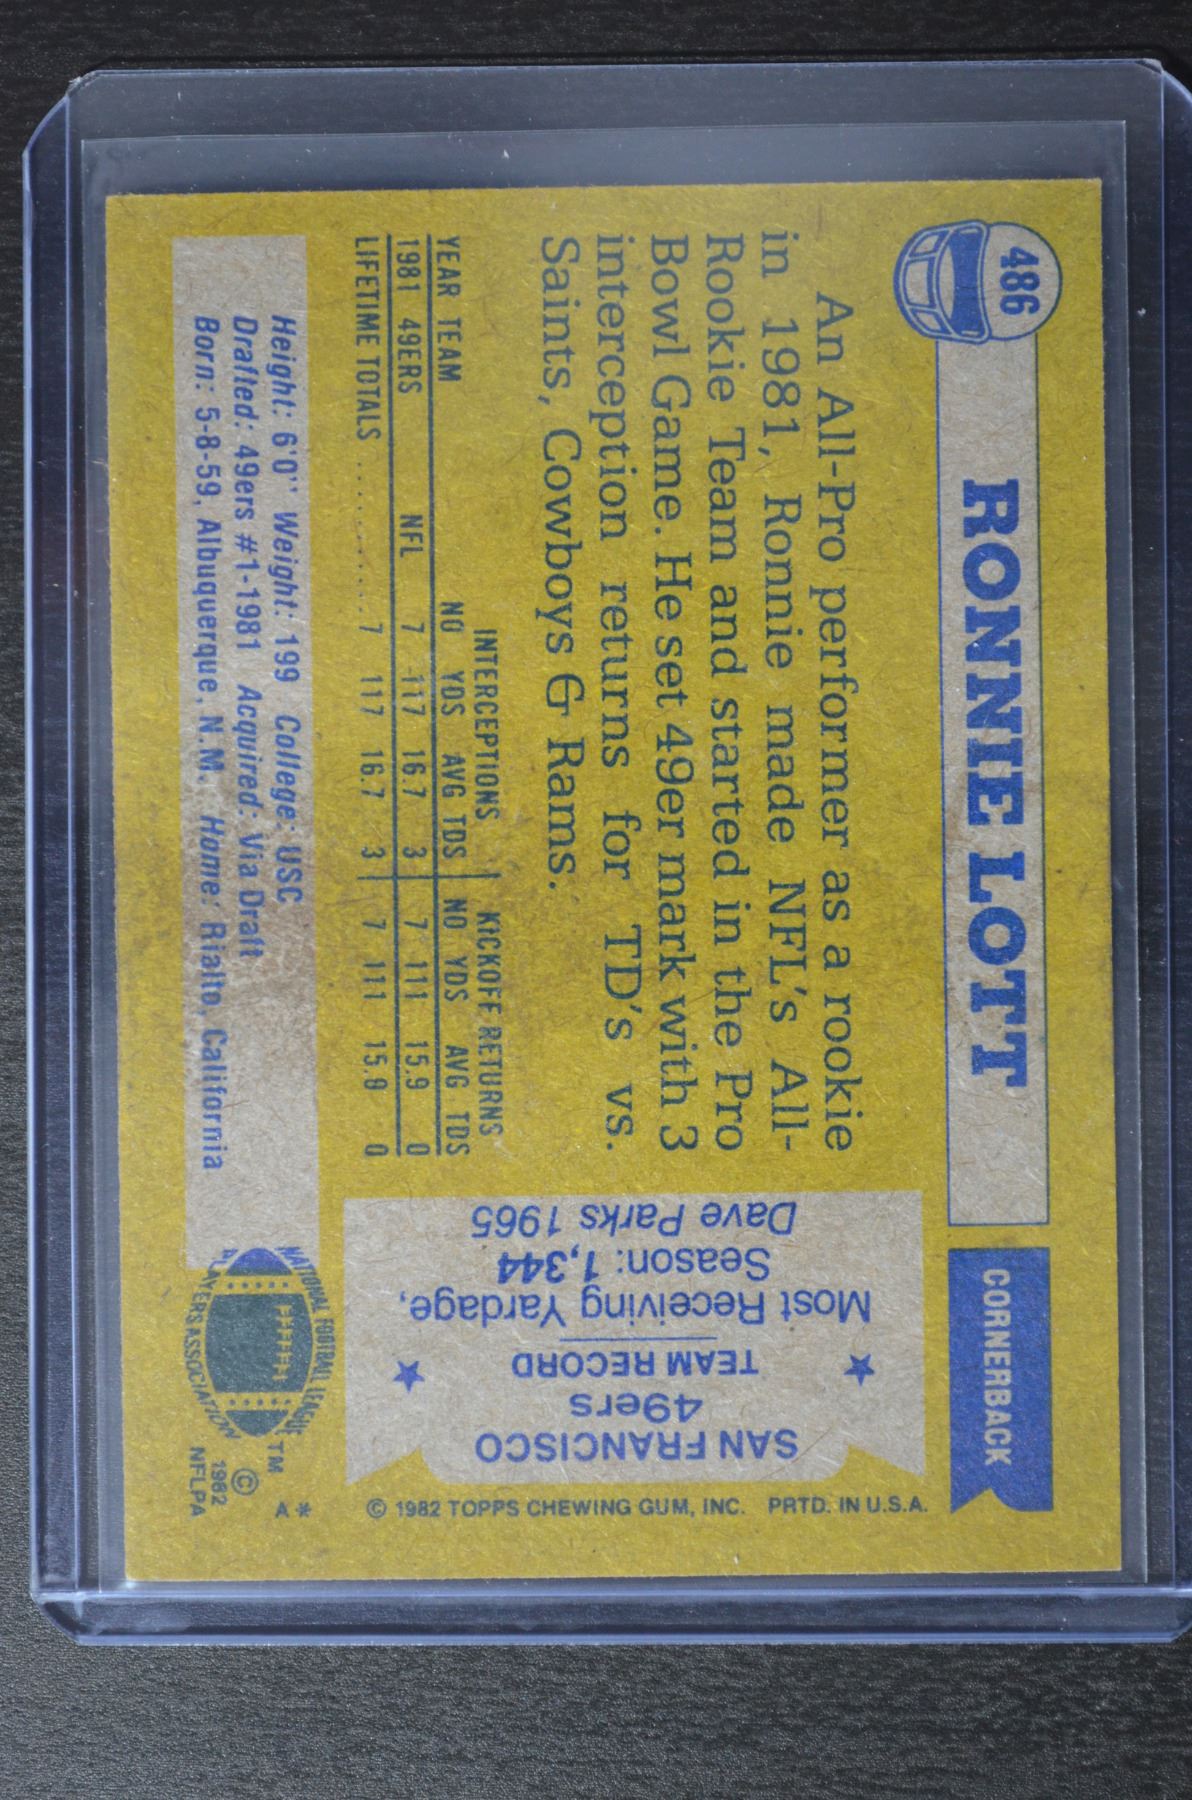 486
RONNIE LOTT
CORNERBACK
An All-Pro performer as a rookie
in 1981, Ronnie made NFL's All-
Rookie Team and started in the Pro
Bowl Game. He set 49er mark with 3
interception returns for TD's vs.
Saints, Cowboys & Rams.
INTERCEPTIONS KICKOFF RETURNS
YEAR TEAM NO YDS AVG TDS NO YDS AVG TDS
1981 49ERS NFL 7 117 16.7 3 7 111 15.9 0
LIFETIME TOTALS ......... 7 117 16.7 3 7 111 15.9 0
Height: 6'0" Weight: 199 College: USC
Drafted: 49ers #1-1981 Acquired: Via Draft
Born: 5-8-59, Albuquerque, N.M. Home: Rialto, California
SAN FRANCISCO
49ers
TEAM RECORD
Most Receiving Yardage,
Season: 1,344
Dave Parks 1965
© 1982 TOPPS CHEWING GUM, INC. PRTD. IN U.S.A.
A*
NATIONAL FOOTBALL LEAGUE
PLAYERS ASSOCIATION
TM
©
1982
NFLPA